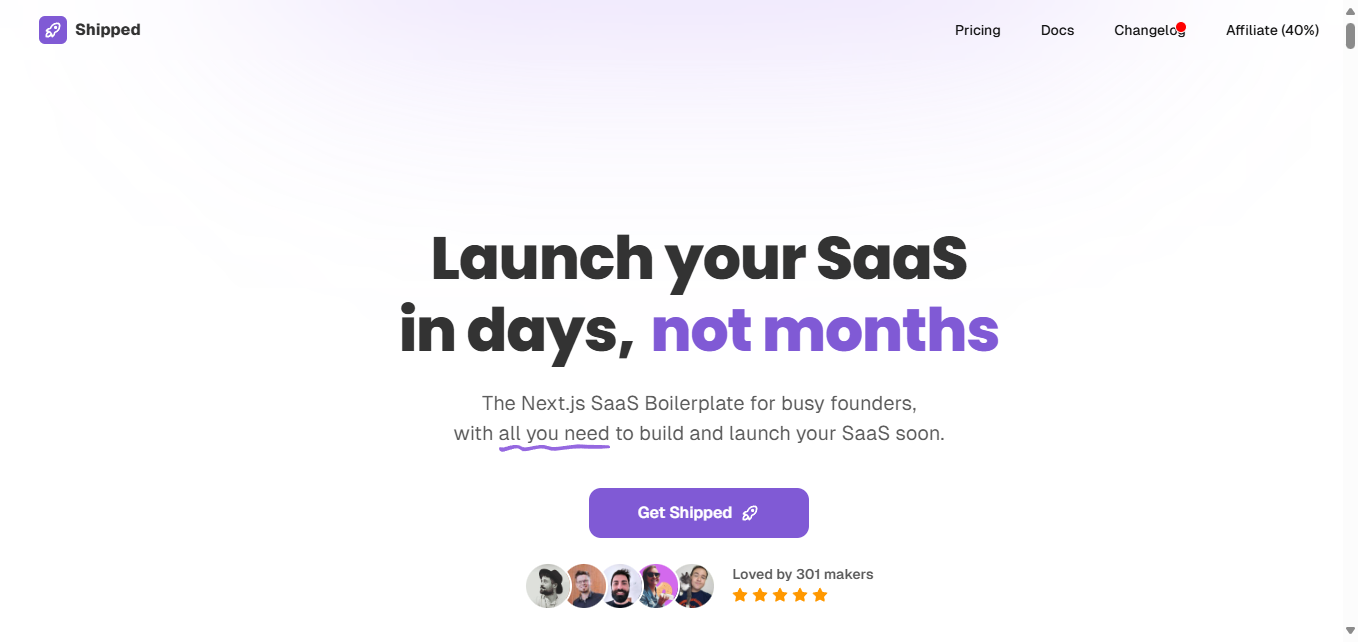 Shipped
Pricing
Docs
Changelog
Affiliate (40%)
Launch your SaaS
in days, not months
The Next.js SaaS Boilerplate for busy founders,
with all you need to build and launch your SaaS soon.
Get Shipped
Loved by 301 makers